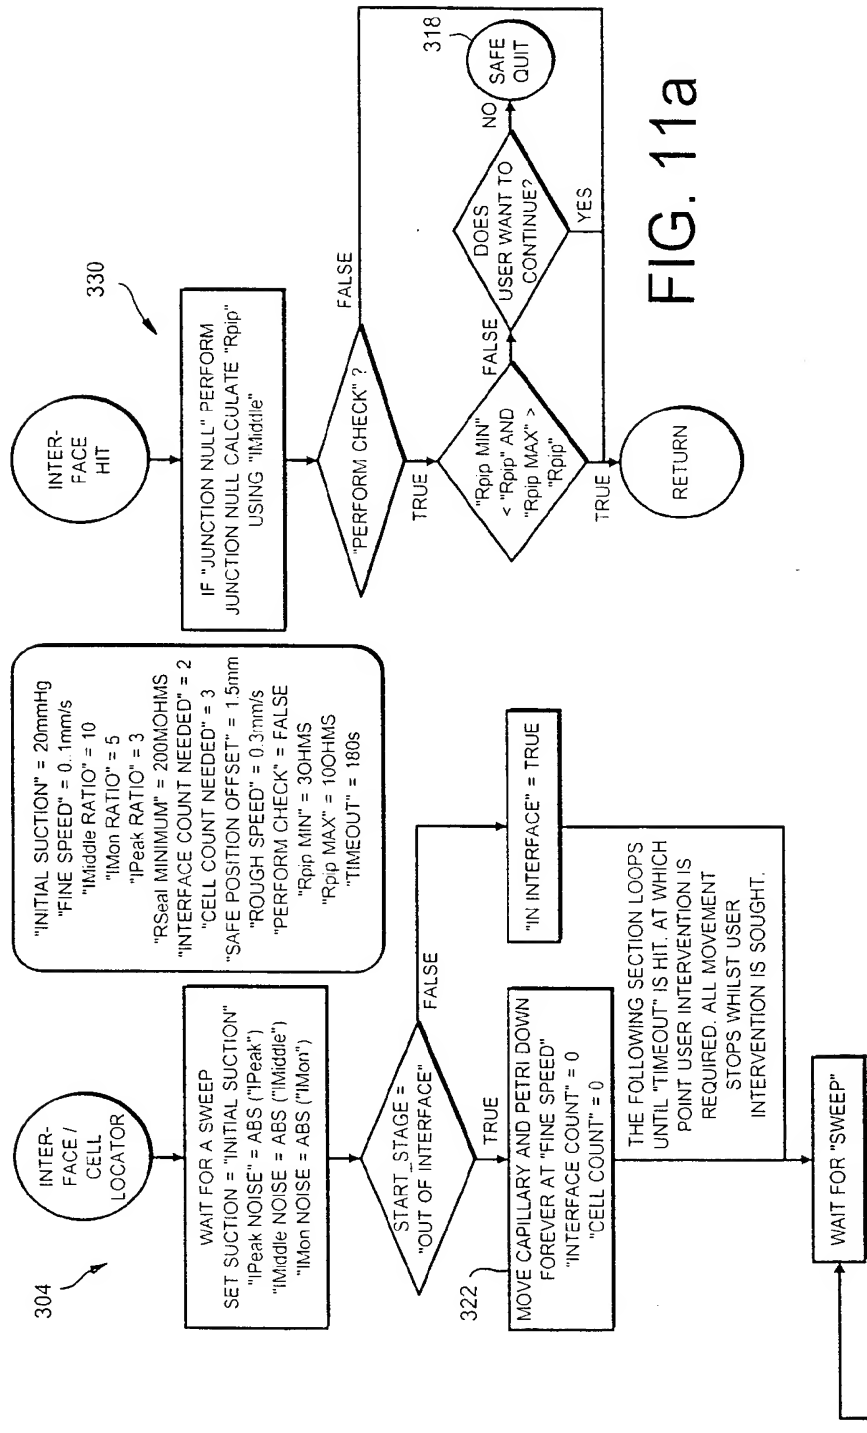 304
INTER-
FACE /
CELL
LOCATOR
WAIT FOR A SWEEP
SET SUCTION = "INITIAL SUCTION"
"IPeak NOISE" = ABS ("IPeak")
"IMiddle NOISE = ABS ("IMiddle")
"IMon NOISE = ABS ("IMon")
START_STAGE =
"OUT OF INTERFACE"
FALSE
TRUE
322
MOVE CAPILLARY AND PETRI DOWN
FOREVER AT "FINE SPEED"
"INTERFACE COUNT" = 0
"CELL COUNT" = 0
"IN INTERFACE" = TRUE
THE FOLLOWING SECTION LOOPS
UNTIL "TIMEOUT" IS HIT. AT WHICH
POINT USER INTERVENTION IS
REQUIRED. ALL MOVEMENT
STOPS WHILST USER
INTERVENTION IS SOUGHT.
WAIT FOR "SWEEP"
"INITIAL SUCTION" = 20mmHg
"FINE SPEED" = 0..1mm/s
"IMiddle RATIO" = 10
"IMon RATIO" = 5
"IPeak RATIO" = 3
"RSeal MINIMUM" = 200MOHMS
"INTERFACE COUNT NEEDED" = 2
"CELL COUNT NEEDED" = 3
"SAFE POSITION OFFSET" = 1.5mm
"ROUGH SPEED" = 0.3mm/s
"PERFORM CHECK" = FALSE
"Rpip MIN" = 3OHMS
"Rpip MAX" = 10OHMS
"TIMEOUT" = 180s
330
INTER-
FACE
HIT
IF "JUNCTION NULL" PERFORM
JUNCTION NULL CALCULATE "Rpip"
USING "IMiddle"
"PERFORM CHECK" ?
FALSE
TRUE
"Rpip MIN"
< "Rpip" AND
"Rpip MAX" >
"Rpip"
FALSE
TRUE
DOES
USER WANT TO
CONTINUE?
NO
YES
318
SAFE
QUIT
RETURN
FIG. 11a